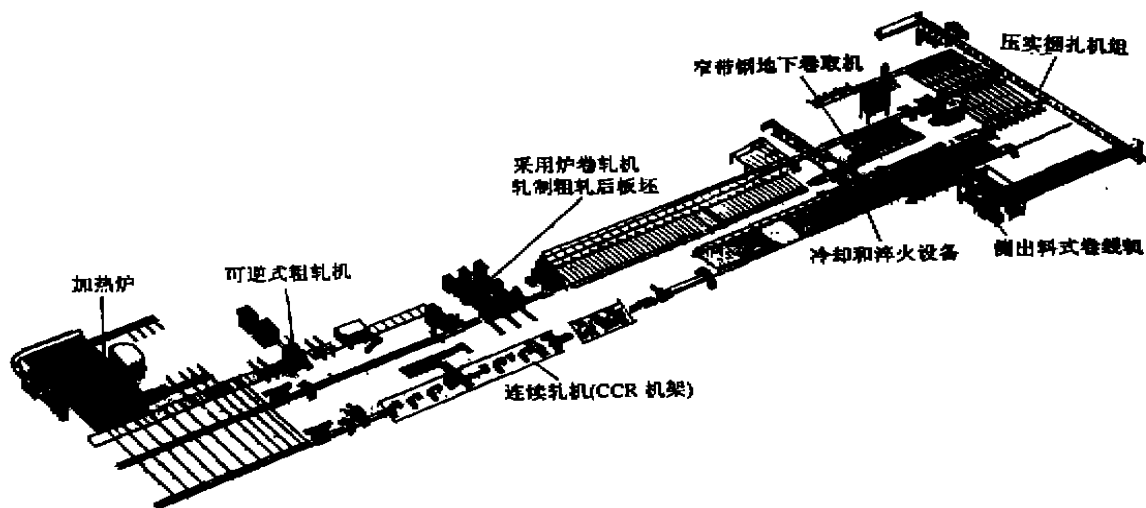 压实捆扎机组
窄带钢地下卷取机
采用炉卷轧机
轧制粗轧后板坯
侧出料式卷线机
冷却和淬火设备
可逆式粗轧机
加热炉
连续轧机(CCR 机架)